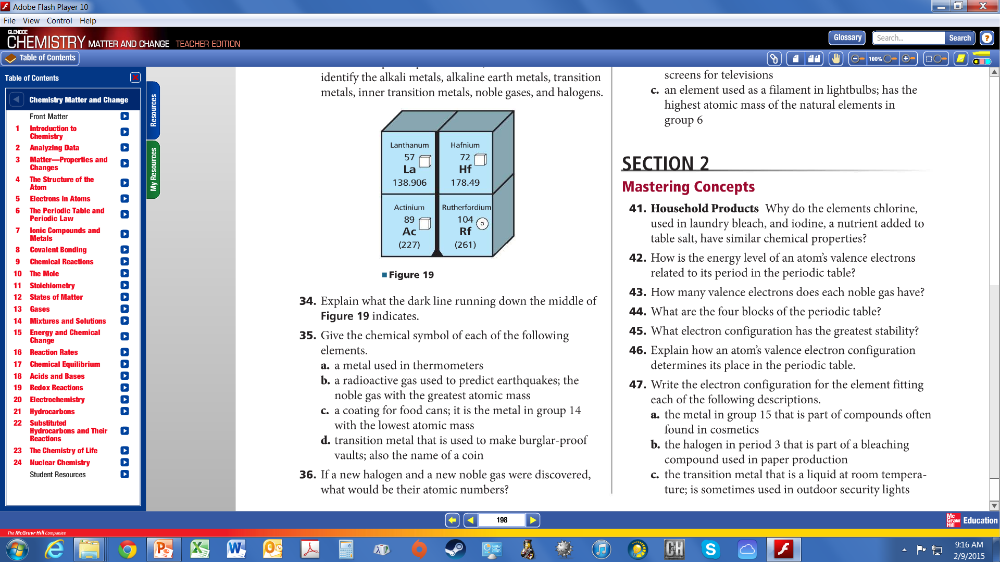 Adobe Flash Player 10
File View Control Help
GLENCOE
CHEMISTRY MATTER AND CHANGE TEACHER EDITION
Glossary
Search...
Search
?
Table of Contents
100%
Table of Contents
Chemistry Matter and Change
Front Matter
1 Introduction to
Chemistry
2 Analyzing Data
3 Matter—Properties and
Changes
4 The Structure of the
Atom
5 Electrons in Atoms
6 The Periodic Table and
Periodic Law
7 Ionic Compounds and
Metals
8 Covalent Bonding
9 Chemical Reactions
10 The Mole
11 Stoichiometry
12 States of Matter
13 Gases
14 Mixtures and Solutions
15 Energy and Chemical
Change
16 Reaction Rates
17 Chemical Equilibrium
18 Acids and Bases
19 Redox Reactions
20 Electrochemistry
21 Hydrocarbons
22 Substituted
Hydrocarbons and Their
Reactions
23 The Chemistry of Life
24 Nuclear Chemistry
Student Resources
Resources
My Resources
identify the alkali metals, alkaline earth metals, transition
metals, inner transition metals, noble gases, and halogens.
Lanthanum
57
La
138.906
Hafnium
72
Hf
178.49
Actinium
89
Ac
(227)
Rutherfordium
104
Rf
(261)
Figure 19
34. Explain what the dark line running down the middle of
Figure 19 indicates.
35. Give the chemical symbol of each of the following
elements.
a. a metal used in thermometers
b. a radioactive gas used to predict earthquakes; the
noble gas with the greatest atomic mass
c. a coating for food cans; it is the metal in group 14
with the lowest atomic mass
d. transition metal that is used to make burglar-proof
vaults; also the name of a coin
36. If a new halogen and a new noble gas were discovered,
what would be their atomic numbers?
screens for televisions
c. an element used as a filament in lightbulbs; has the
highest atomic mass of the natural elements in
group 6
SECTION 2
Mastering Concepts
41. Household Products Why do the elements chlorine,
used in laundry bleach, and iodine, a nutrient added to
table salt, have similar chemical properties?
42. How is the energy level of an atom's valence electrons
related to its period in the periodic table?
43. How many valence electrons does each noble gas have?
44. What are the four blocks of the periodic table?
45. What electron configuration has the greatest stability?
46. Explain how an atom's valence electron configuration
determines its place in the periodic table.
47. Write the electron configuration for the element fitting
each of the following descriptions.
a. the metal in group 15 that is part of compounds often
found in cosmetics
b. the halogen in period 3 that is part of a bleaching
compound used in paper production
c. the transition metal that is a liquid at room tempera-
ture; is sometimes used in outdoor security lights
198
Mc
Graw
Hill
Education
The McGraw·Hill Companies
9:16 AM
2/9/2015